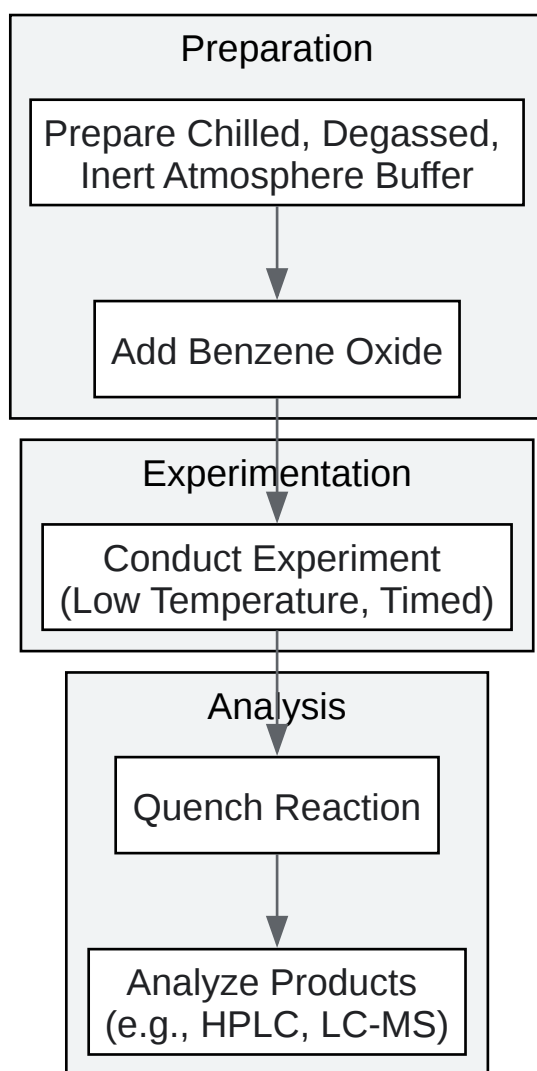 Preparation
Prepare Chilled, Degassed,
Inert Atmosphere Buffer
Add Benzene Oxide
Experimentation
Conduct Experiment
(Low Temperature, Timed)
Analysis
Quench Reaction
Analyze Products
(e.g., HPLC, LC-MS)